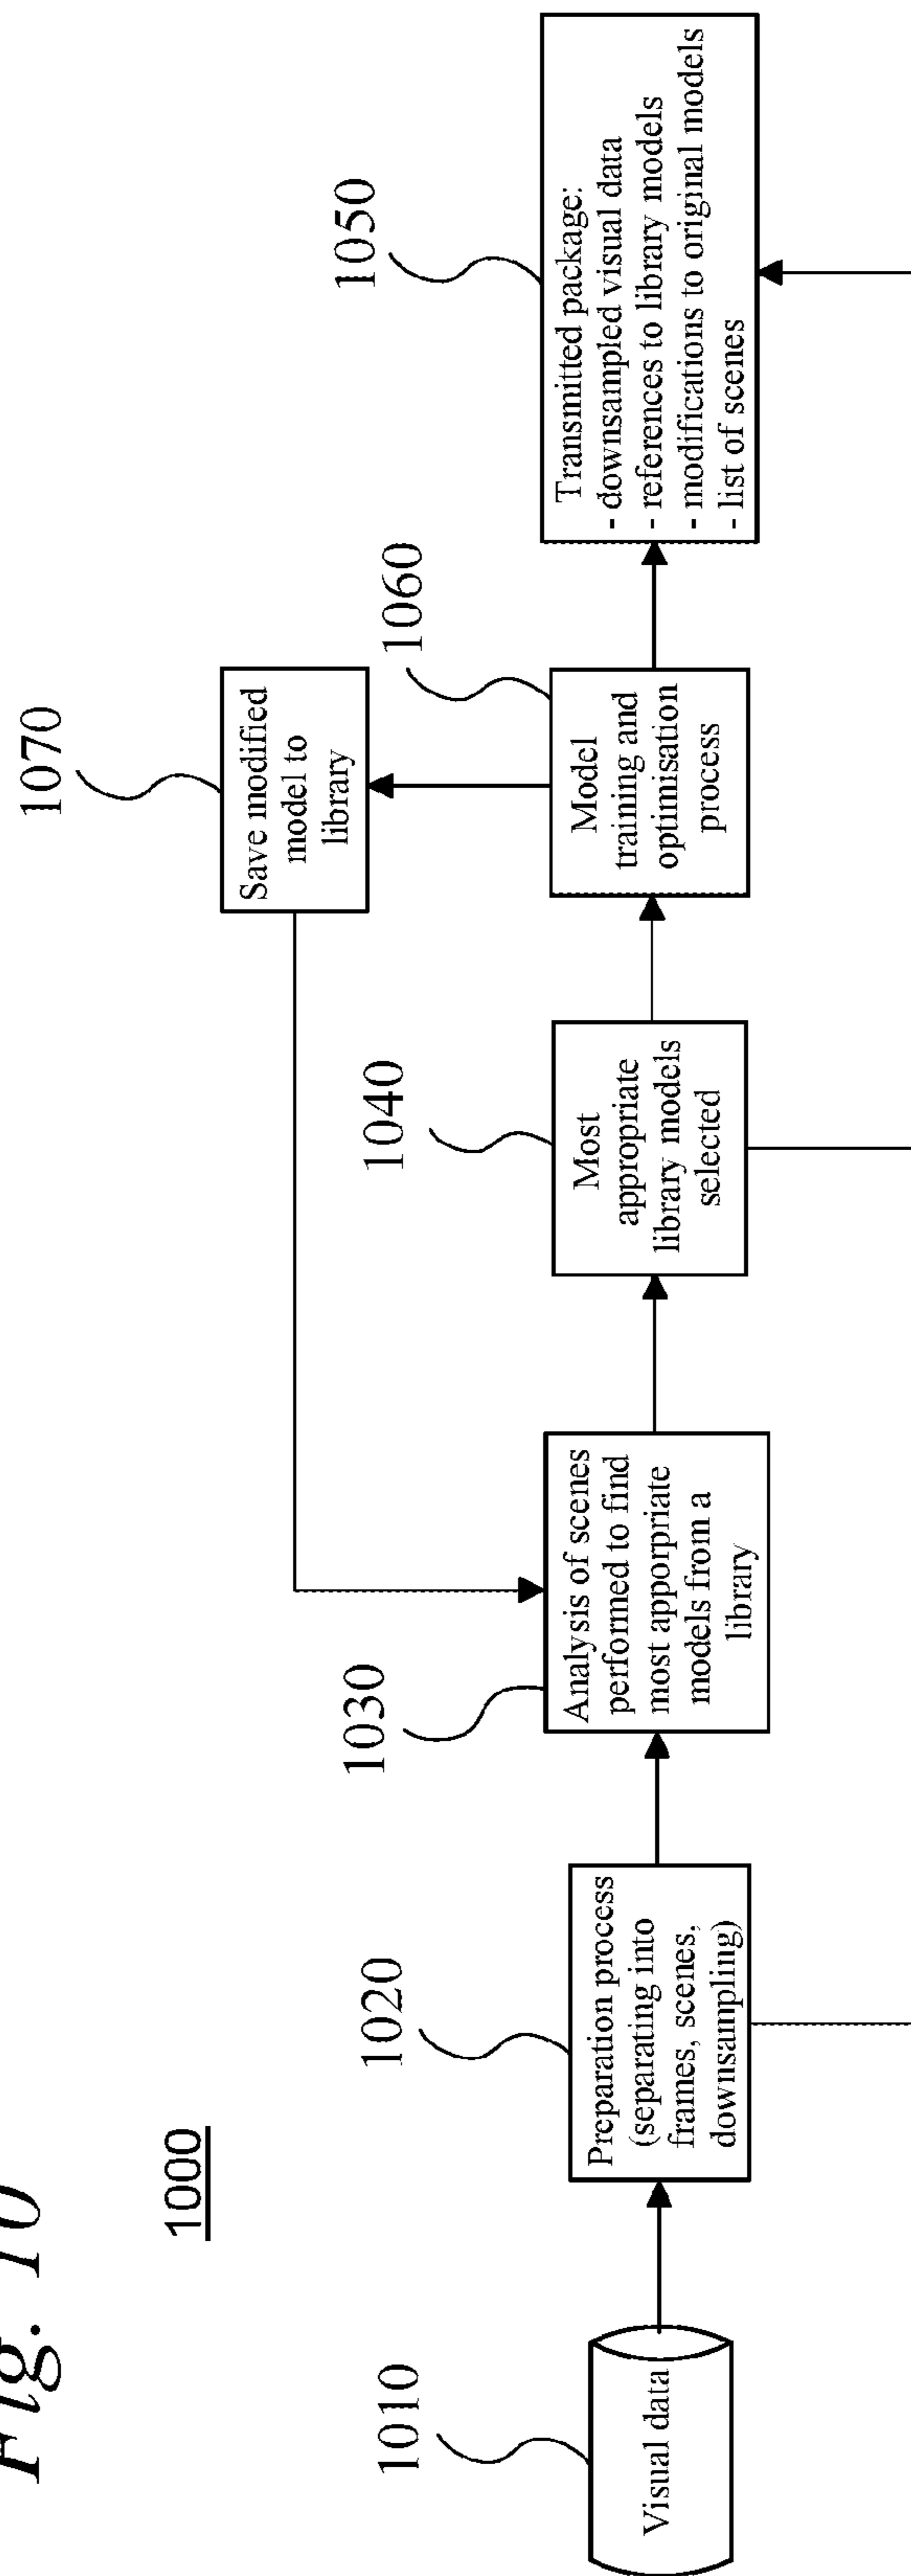 Fig. 10
1000
1010
Visual data
1020
Preparation process
(separating into
frames, scenes,
downsampling)
1030
Analysis of scenes
performed to find
most apporpriate
models from a
library
1040
Most
appropriate
library models
selected
1070
Save modified
model to
library
1060
Model
training and
optimisation
process
1050
Transmitted package:
- downsampled visual data
- references to library models
- modifications to original models
- list of scenes